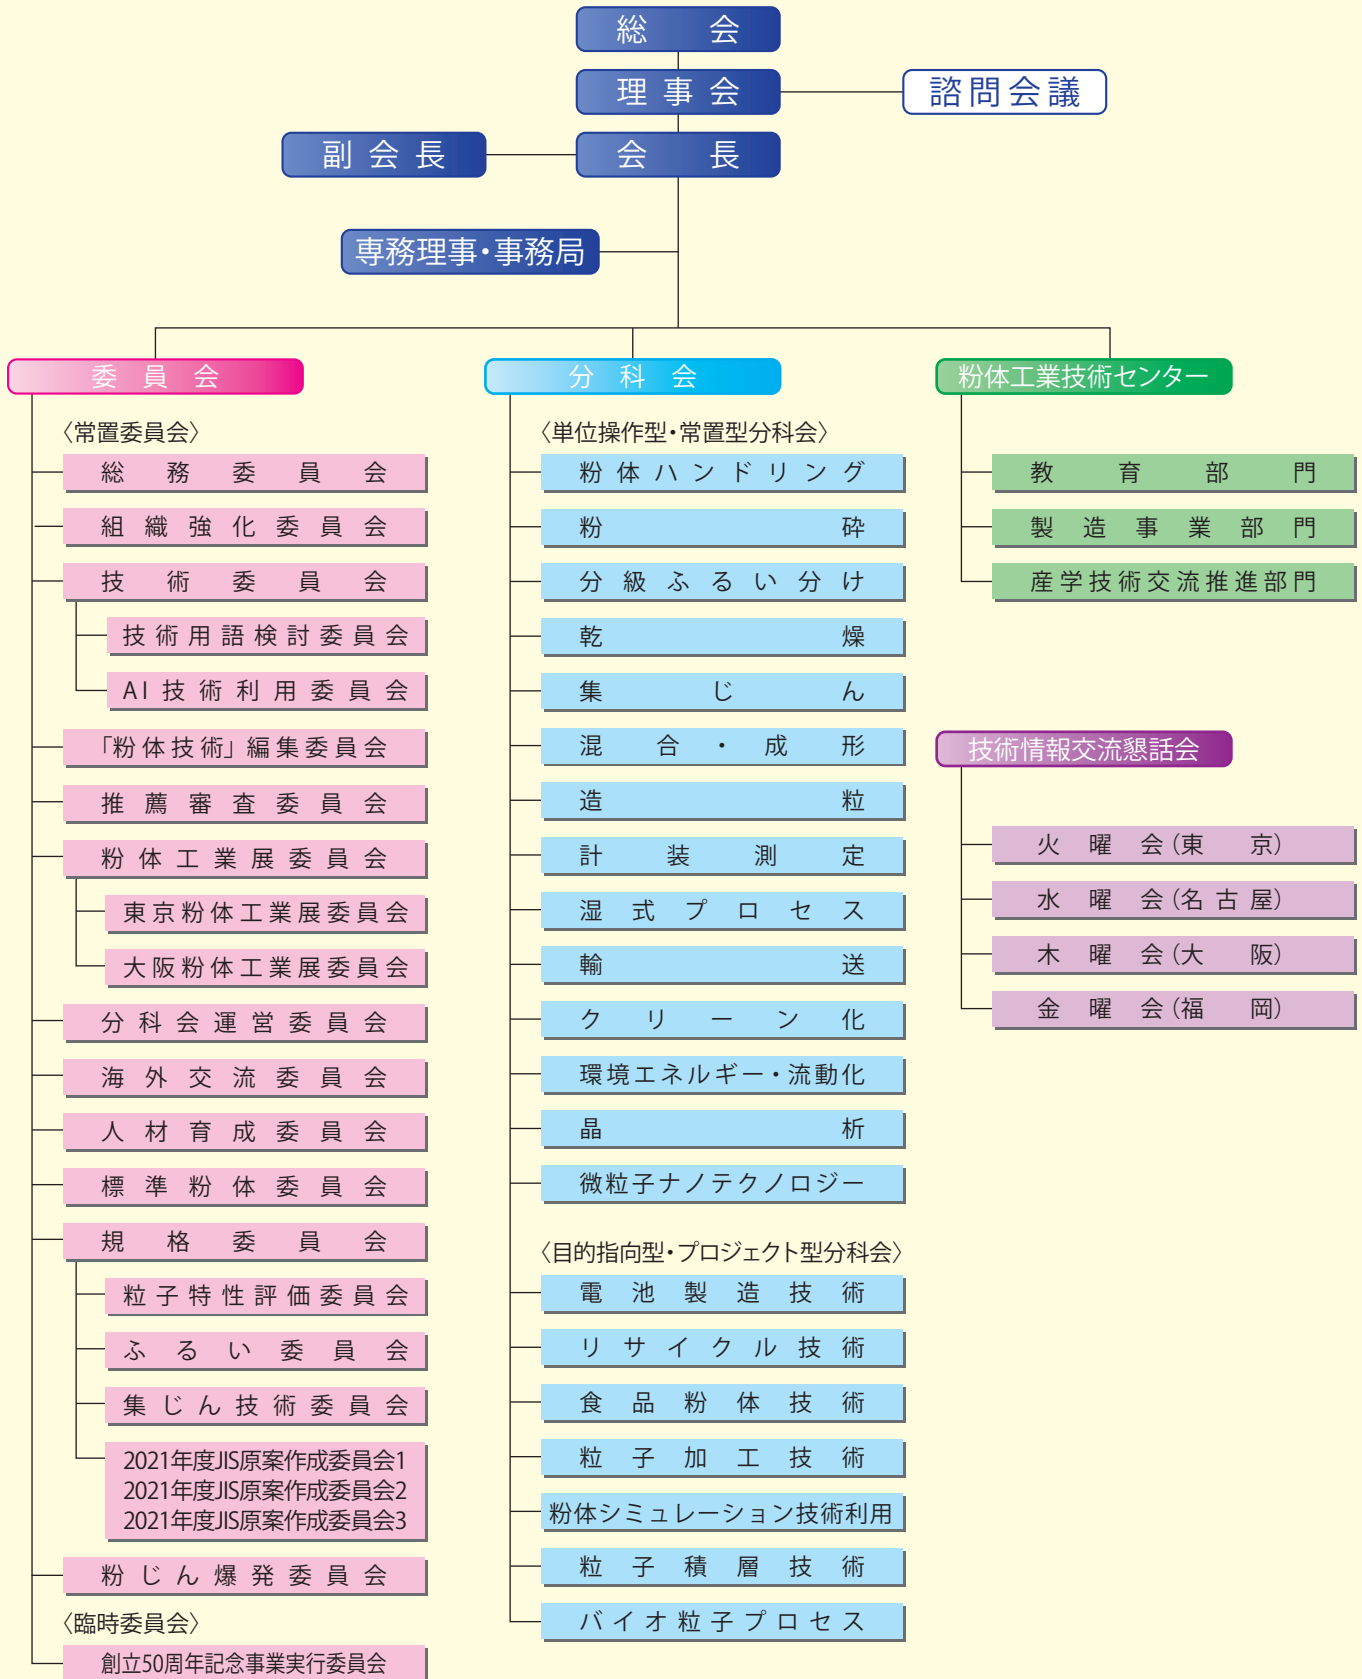 総会
理事会
諮問会議
副会長
会長
専務理事・事務局
委員会
〈常置委員会〉
総務委員会
組織強化委員会
技術委員会
技術用語検討委員会
AI技術利用委員会
「粉体技術」編集委員会
推薦審査委員会
粉体工業展委員会
東京粉体工業展委員会
大阪粉体工業展委員会
分科会運営委員会
海外交流委員会
人材育成委員会
標準粉体委員会
規格委員会
粒子特性評価委員会
ふるい委員会
集じん技術委員会
2021年度JIS原案作成委員会1
2021年度JIS原案作成委員会2
2021年度JIS原案作成委員会3
粉じん爆発委員会
〈臨時委員会〉
創立50周年記念事業実行委員会
分科会
〈単位操作型・常置型分科会〉
粉体ハンドリング
粉砕
分級ふるい分け
乾燥
集じん
混合・成形
造粒
計装測定
湿式プロセス
輸送
クリーン化
環境エネルギー・流動化
晶析
微粒子ナノテクノロジー
〈目的指向型・プロジェクト型分科会〉
電池製造技術
リサイクル技術
食品粉体技術
粒子加工技術
粉体シミュレーション技術利用
粒子積層技術
バイオ粒子プロセス
粉体工業技術センター
教育部門
製造事業部門
産学技術交流推進部門
技術情報交流懇話会
火曜会(東京)
水曜会(名古屋)
木曜会(大阪)
金曜会(福岡)